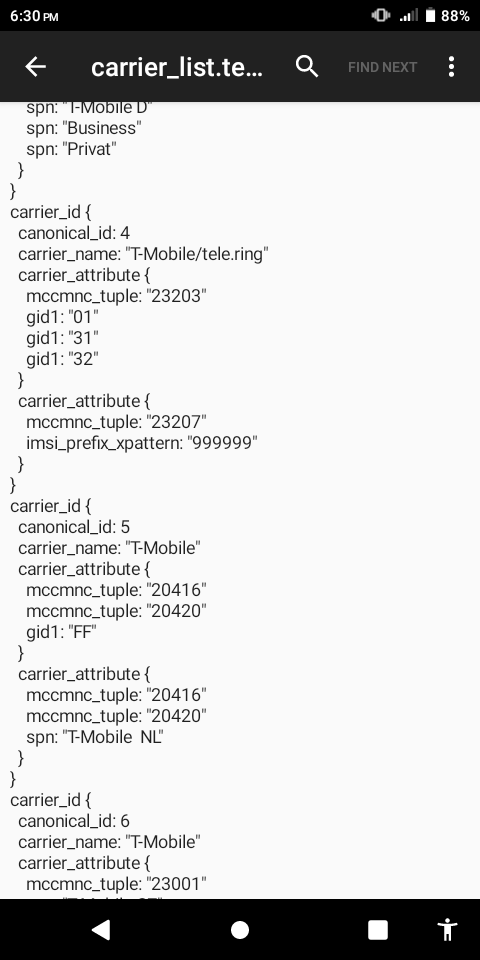 6:30 PM 88%
carrier_list.te...
FIND NEXT
spn: "T-Mobile D"
spn: "Business"
spn: "Privat"
}
}
carrier_id {
canonical_id: 4
carrier_name: "T-Mobile/tele.ring"
carrier_attribute {
mccmnc_tuple: "23203"
gid1: "01"
gid1: "31"
gid1: "32"
}
carrier_attribute {
mccmnc_tuple: "23207"
imsi_prefix_xpattern: "999999"
}
}
carrier_id {
canonical_id: 5
carrier_name: "T-Mobile"
carrier_attribute {
mccmnc_tuple: "20416"
mccmnc_tuple: "20420"
gid1: "FF"
}
carrier_attribute {
mccmnc_tuple: "20416"
mccmnc_tuple: "20420"
spn: "T-Mobile  NL"
}
}
carrier_id {
canonical_id: 6
carrier_name: "T-Mobile"
carrier_attribute {
mccmnc_tuple: "23001"